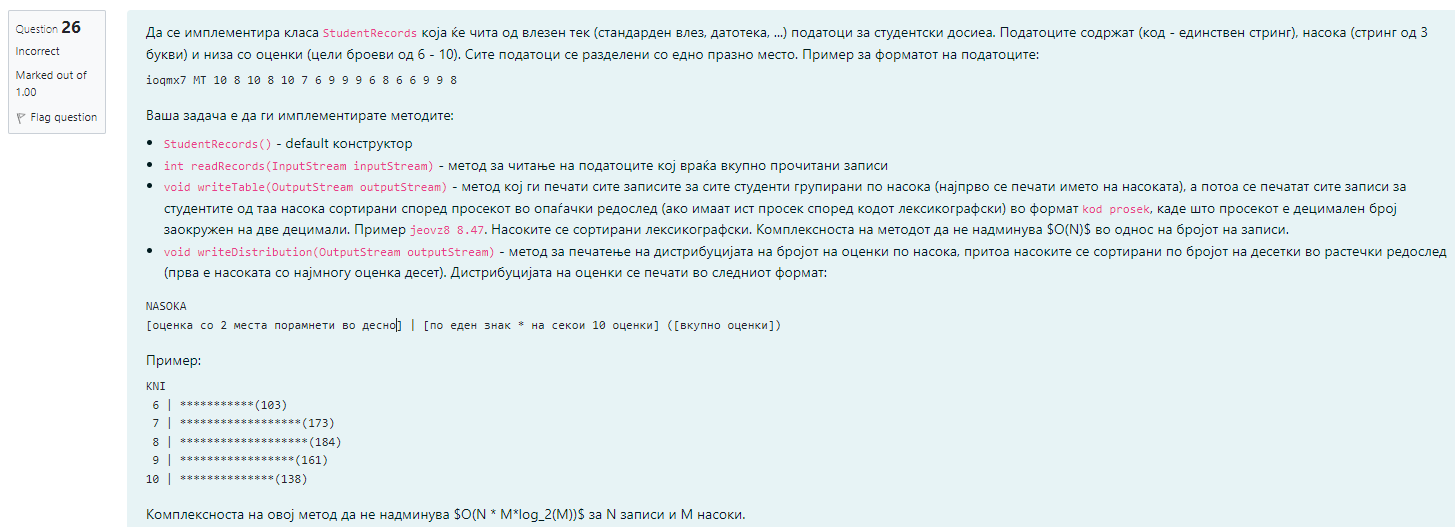 Question 26
Incorrect
Marked out of
1.00
Flag question
Да се имплементира класа StudentRecords која ќе чита од влезен тек (стандарден влез, датотека, ...) податоци за студентски досиеа. Податоците содржат (код - единствен стринг), насока (стринг од 3
букви) и низа со оценки (цели броеви од 6 - 10). Сите податоци се разделени со едно празно место. Пример за форматот на податоците:
ioqmx7 MT 10 8 10 8 10 7 6 9 9 9 6 8 6 6 9 9 8
Ваша задача е да ги имплементирате методите:
StudentRecords() - default конструктор
int readRecords(InputStream inputStream) - метод за читање на податоците кој враќа вкупно прочитани записи
void writeTable(OutputStream outputStream) - метод кој ги печати сите записите за сите студенти групирани по насока (најпрво се печати името на насоката), а потоа се печатат сите записи за
студентите од таа насока сортирани според просекот во опаѓачки редослед (ако имаат ист просек според кодот лексикографски) во формат kod prosek, каде што просекот е децимален број
заокружен на две децимали. Пример jeovz8 8.47. Насоките се сортирани лексикографски. Комплексноста на методот да не надминува $O(N)$ во однос на бројот на записи.
void writeDistribution(OutputStream outputStream) - метод за печатење на дистрибуцијата на бројот на оценки по насока, притоа насоките се сортирани по бројот на десетки во растечки редослед
(прва е насоката со најмногу оценка десет). Дистрибуцијата на оценки се печати во следниот формат:
NASOKA
[оценка со 2 места порамнети во десно] | [по еден знак * на секои 10 оценки] ([вкупно оценки])
Пример:
KNI
6 | ***********(103)
7 | ******************(173)
8 | *******************(184)
9 | *****************(161)
10 | **************(138)
Комплексноста на овој метод да не надминува $O(N * M*log_2(M))$ за N записи и M насоки.